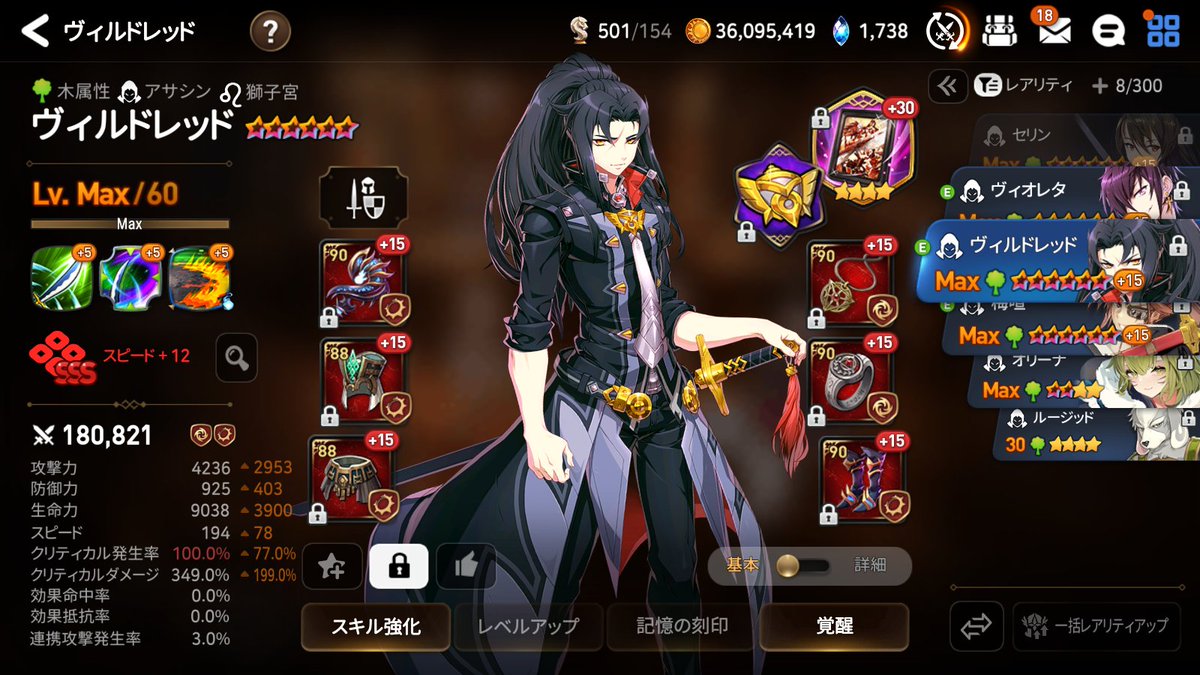 ヴィルドレッド
?
501/154
36,095,419
1,738
18
木属性 アサシン 獅子宮
ヴィルドレッド
Lv. Max/60
Max
+5
+5
+5
SSS
スピード+12
180,821
攻撃力 4236 2953
防御力 925 403
生命力 9038 3900
スピード 194 78
クリティカル発生率 100.0% 77.0%
クリティカルダメージ 349.0% 199.0%
効果命中率 0.0%
効果抵抗率 0.0%
連携攻撃発生率 3.0%
90 +15
88 +15
88 +15
+30
90 +15
90 +15
90 +15
基本 詳細
スキル強化
レベルアップ
記憶の刻印
覚醒
レアリティ
8/300
セリン
Max +15
E ヴィオレタ
E ヴィルドレッド
Max +15
E
Max +15
オリーナ
Max
ルージッド
30
一括レアリティアップ